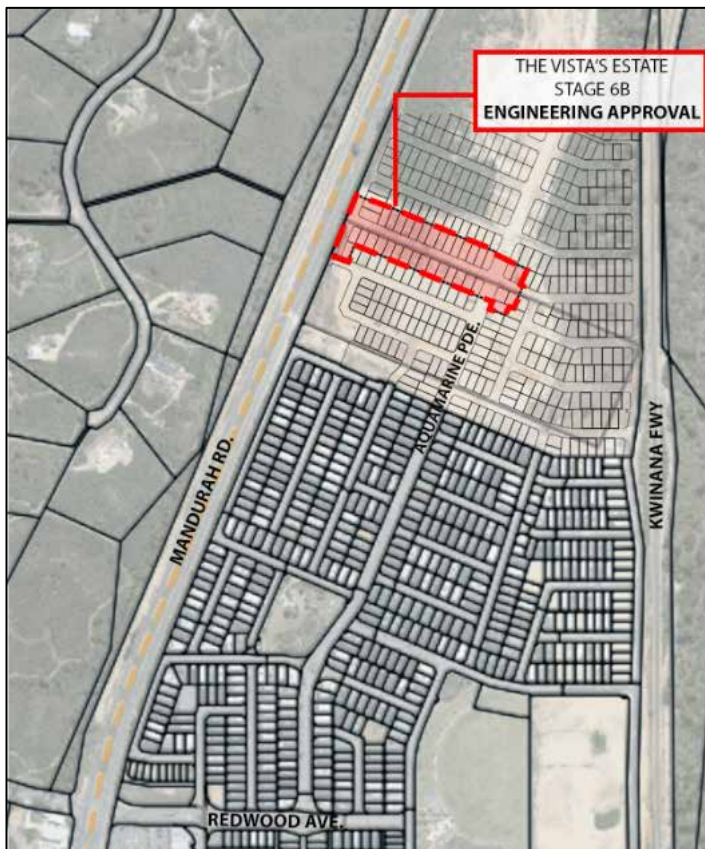 THE VISTA'S ESTATE
STAGE 6B
ENGINEERING APPROVAL
AQUAMARINE PDE.
MANDURAH RD.
KWINANA FWY
REDWOOD AVE.